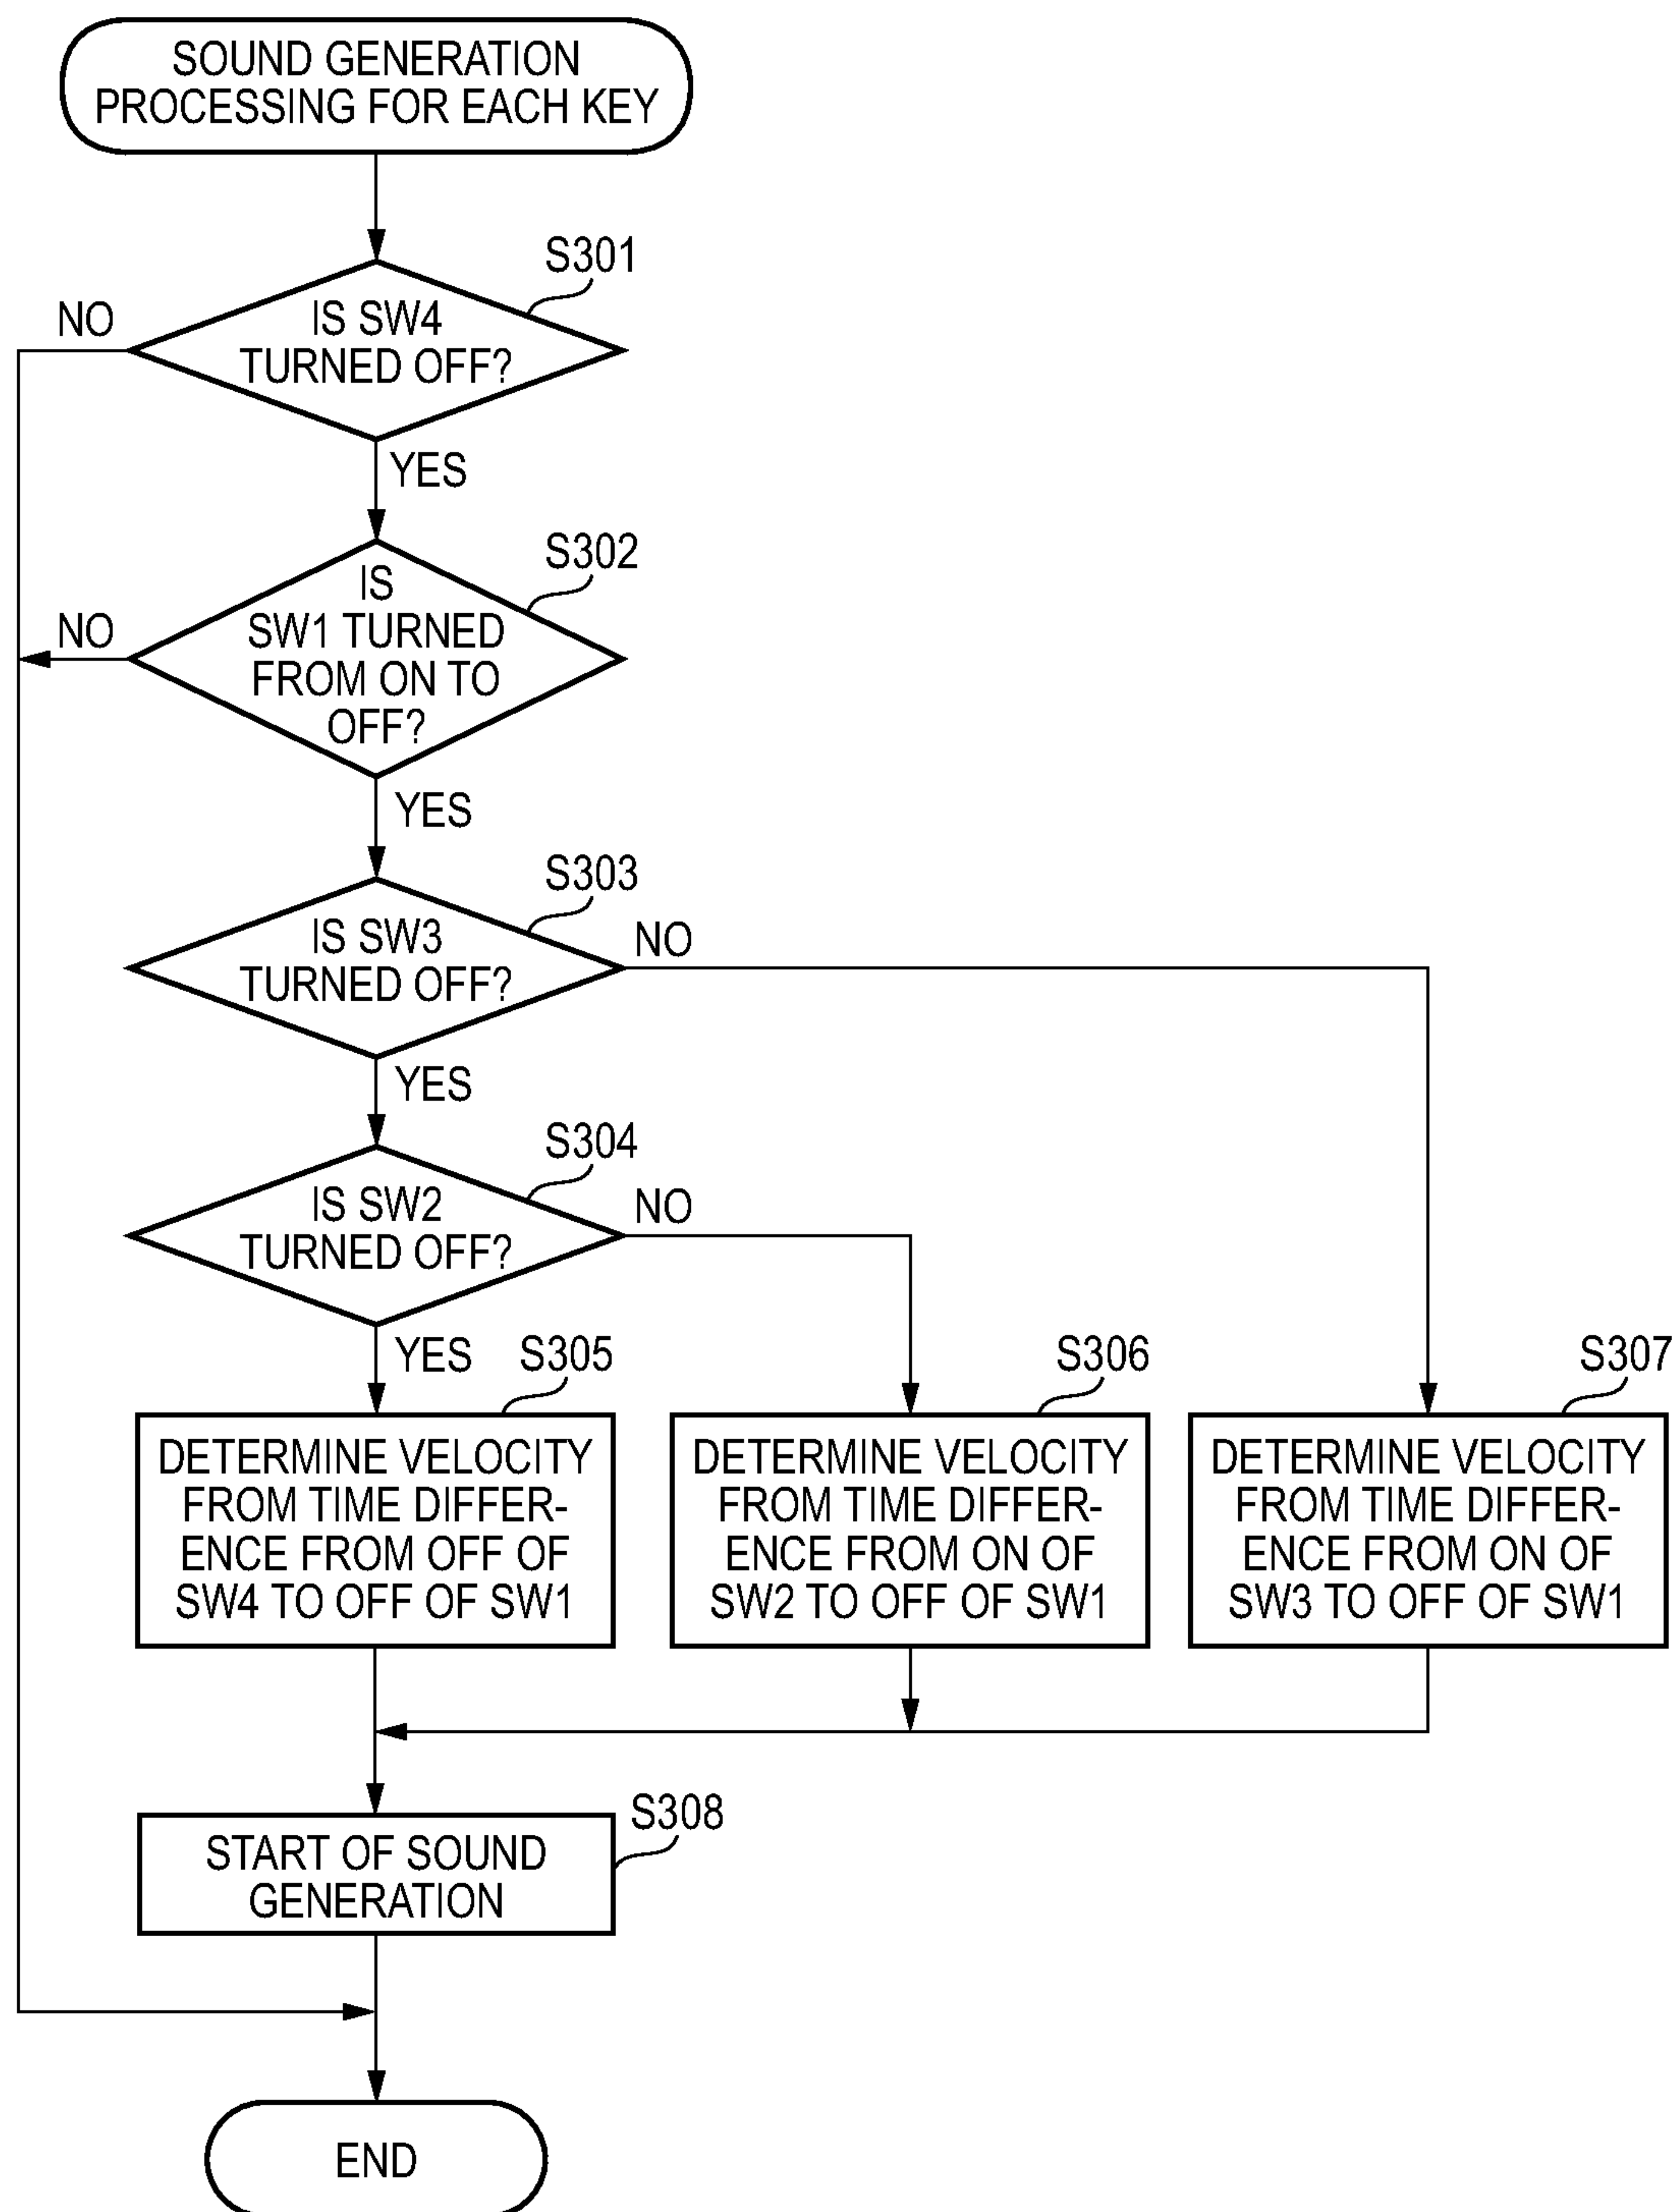 SOUND GENERATION
PROCESSING FOR EACH KEY
S301
IS SW4
TURNED OFF?
NO
YES
S302
IS
SW1 TURNED
FROM ON TO
OFF?
NO
YES
S303
IS SW3
TURNED OFF?
NO
YES
S304
IS SW2
TURNED OFF?
NO
YES
S305
DETERMINE VELOCITY
FROM TIME DIFFER-
ENCE FROM OFF OF
SW4 TO OFF OF SW1
S306
DETERMINE VELOCITY
FROM TIME DIFFER-
ENCE FROM ON OF
SW2 TO OFF OF SW1
S307
DETERMINE VELOCITY
FROM TIME DIFFER-
ENCE FROM ON OF
SW3 TO OFF OF SW1
S308
START OF SOUND
GENERATION
END